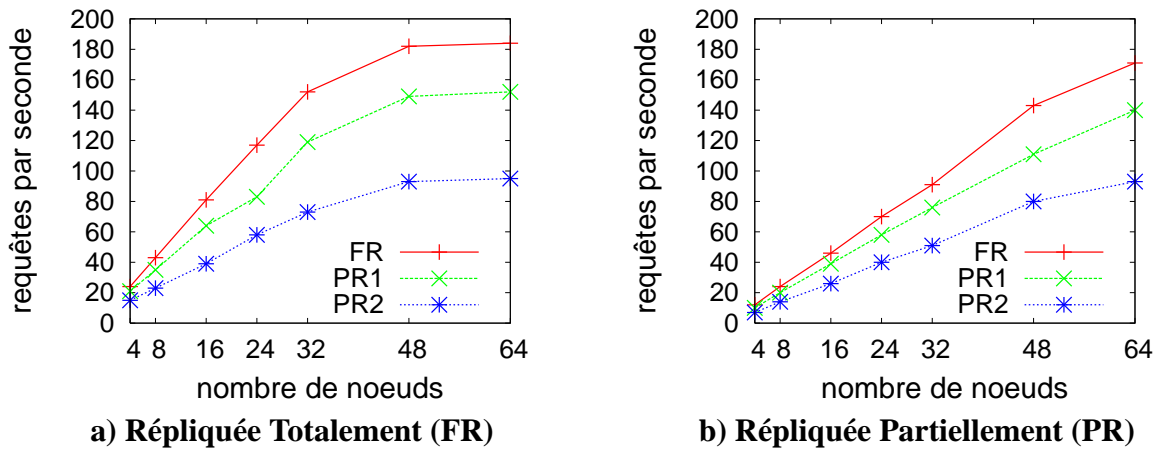 200
180
160
140
120
100
80
60
40
20
0
requêtes par seconde
FR
PR1
PR2
4 8 16 24 32 48 64
nombre de noeuds
a) Répliquée Totalement (FR)
200
180
160
140
120
100
80
60
40
20
0
requêtes par seconde
FR
PR1
PR2
4 8 16 24 32 48 64
nombre de noeuds
b) Répliquée Partiellement (PR)